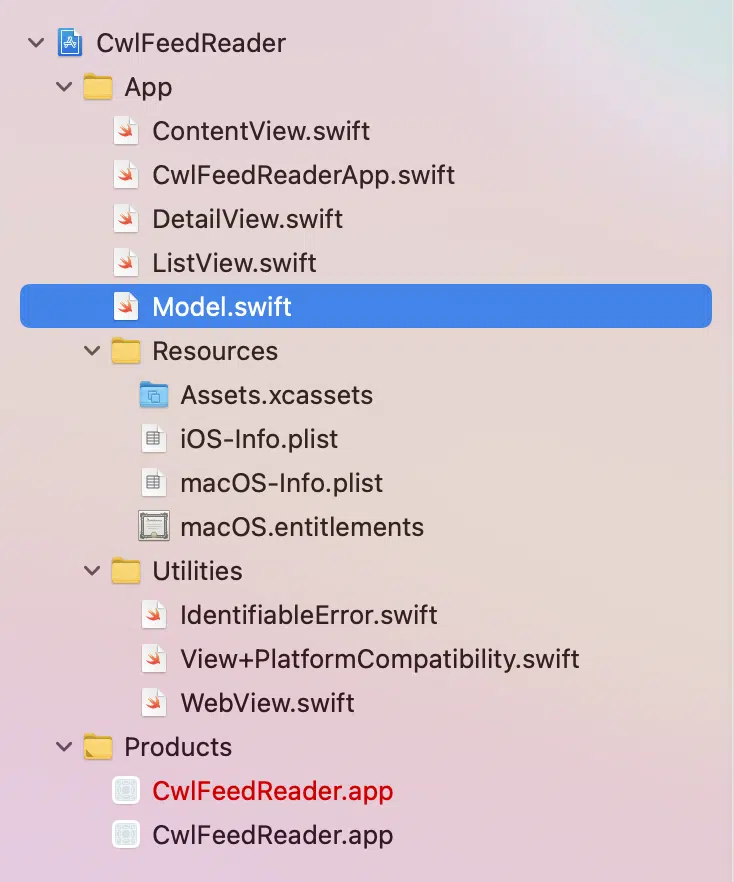 CwlFeedReader
App
ContentView.swift
CwlFeedReaderApp.swift
DetailView.swift
ListView.swift
Model.swift
Resources
Assets.xcassets
iOS-Info.plist
macOS-Info.plist
macOS.entitlements
Utilities
IdentifiableError.swift
View+PlatformCompatibility.swift
WebView.swift
Products
CwlFeedReader.app
CwlFeedReader.app